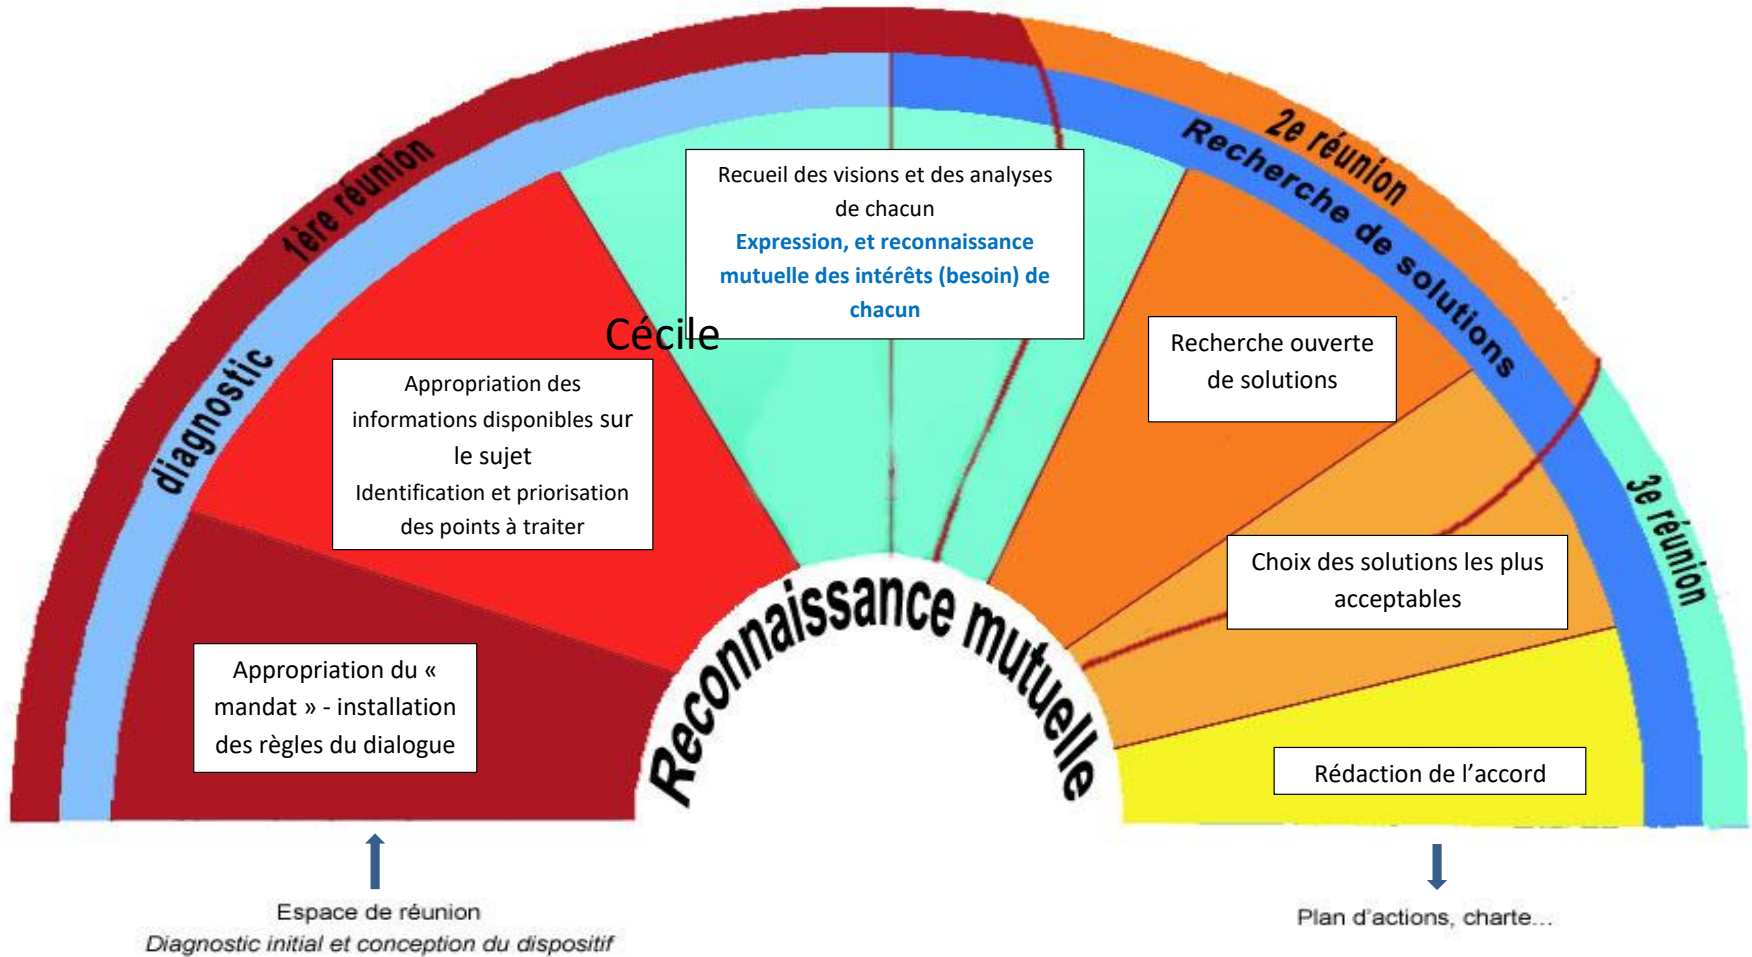 1ère réunion
2e réunion
3e réunion
diagnostic
Recherche de solutions
Recueil des visions et des analyses
de chacun
Expression, et reconnaissance
mutuelle des intérêts (besoin) de
chacun
Cécile
Appropriation des
informations disponibles sur
le sujet
Identification et priorisation
des points à traiter
Recherche ouverte
de solutions
Choix des solutions les plus
acceptables
Appropriation du «
mandat » - installation
des règles du dialogue
Reconnaissance mutuelle
Rédaction de l’accord
Espace de réunion
Diagnostic initial et conception du dispositif
Plan d’actions, charte...